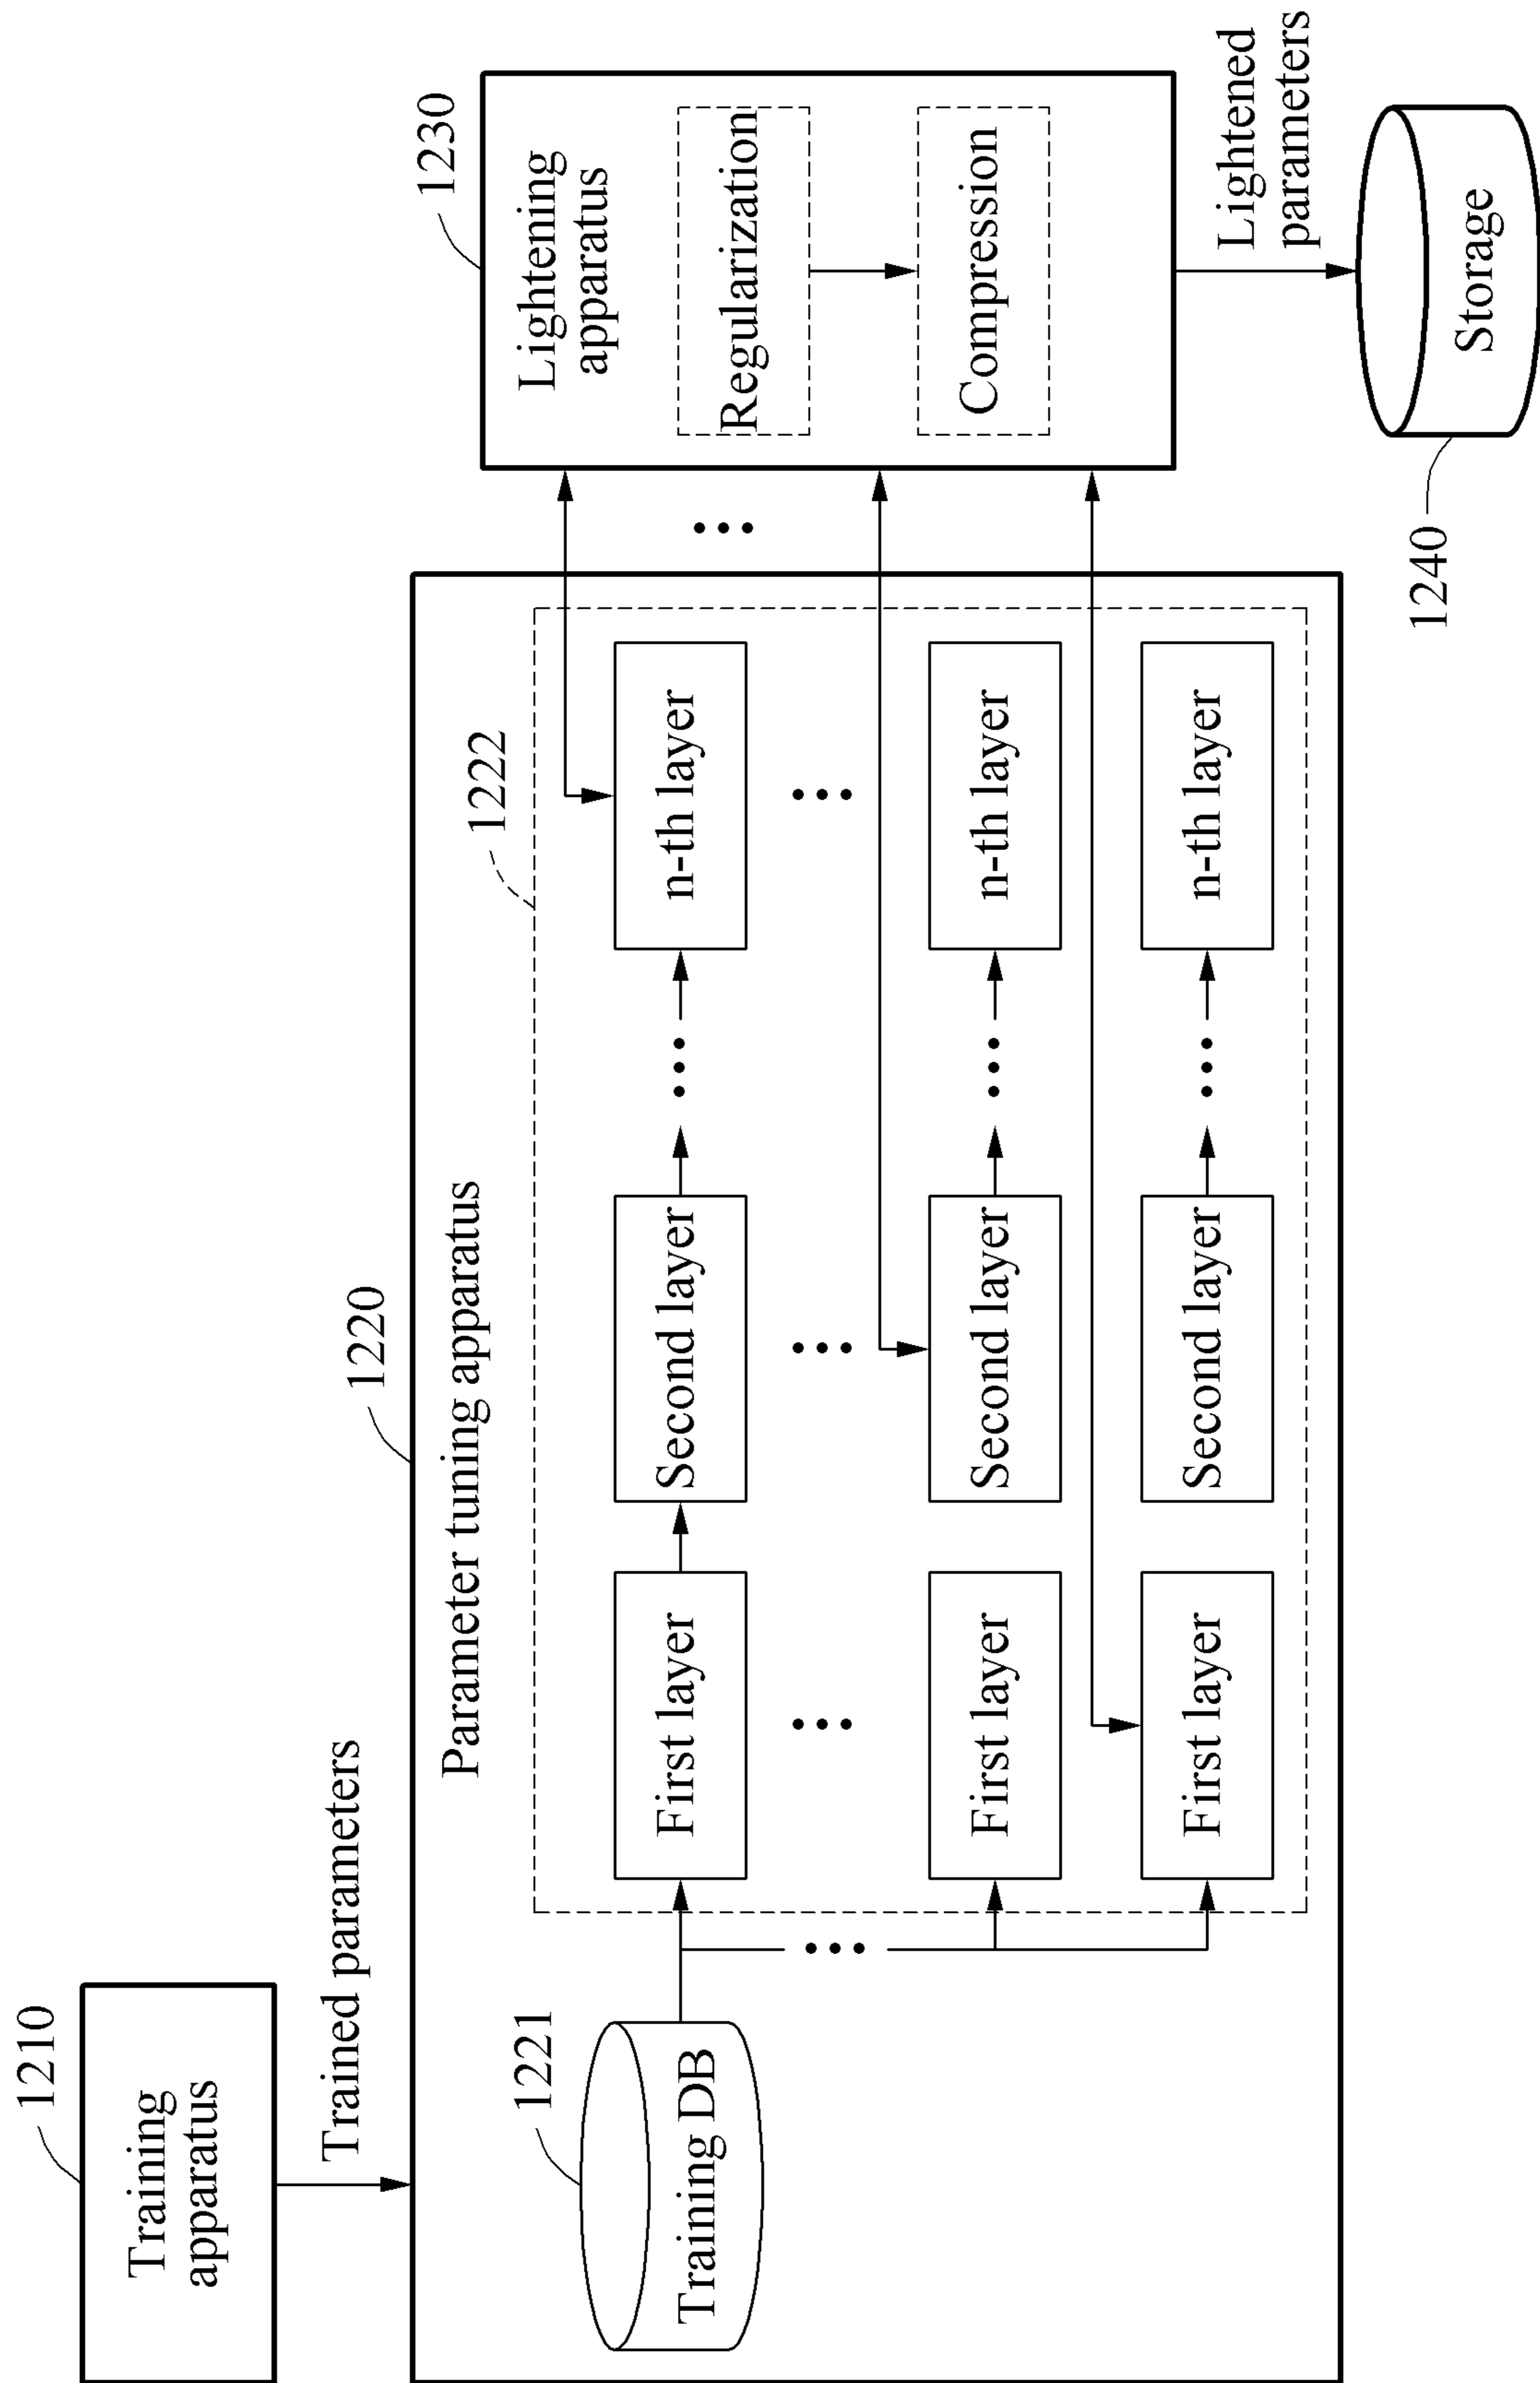 1210
Training
apparatus
Trained parameters
1220
Parameter tuning apparatus
1221
Training DB
1222
First layer
Second layer
n-th layer
First layer
Second layer
n-th layer
First layer
Second layer
n-th layer
1230
Lightening
apparatus
Regularization
Compression
Lightened
parameters
1240
Storage